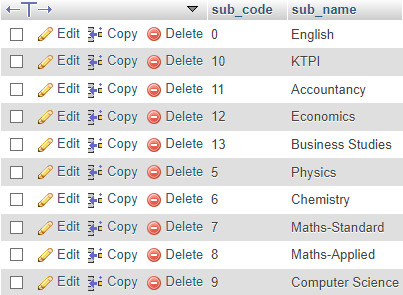 sub_code sub_name
Edit Copy Delete 0 English
Edit Copy Delete 10 KTPI
Edit Copy Delete 11 Accountancy
Edit Copy Delete 12 Economics
Edit Copy Delete 13 Business Studies
Edit Copy Delete 5 Physics
Edit Copy Delete 6 Chemistry
Edit Copy Delete 7 Maths-Standard
Edit Copy Delete 8 Maths-Applied
Edit Copy Delete 9 Computer Science